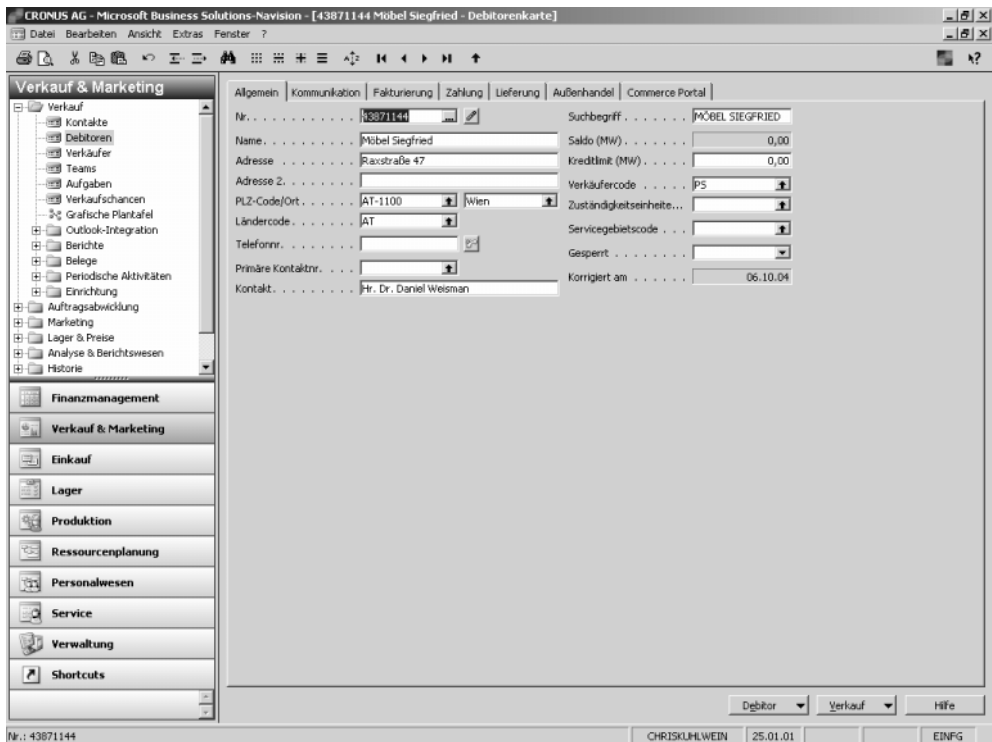 CRONUS AG - Microsoft Business Solutions-Navision - [43871144 Möbel Siegfried - Debitorenkarte]
Datei Bearbeiten Ansicht Extras Fenster ?
Verkauf & Marketing
Verkauf
Kontakte
Debitoren
Verkäufer
Teams
Aufgaben
Verkaufschancen
Grafische Plantafel
Outlook-Integration
Berichte
Belege
Periodische Aktivitäten
Einrichtung
Auftragsabwicklung
Marketing
Lager & Preise
Analyse & Berichtswesen
Historie
Finanzmanagement
Verkauf & Marketing
Einkauf
Lager
Produktion
Ressourcenplanung
Personalwesen
Service
Verwaltung
Shortcuts
Allgemein Kommunikation Fakturierung Zahlung Lieferung Außenhandel Commerce Portal
Nr. . . . . . . . . . . . . 43871144
Name. . . . . . . . . . . Möbel Siegfried
Adresse . . . . . . . . . Raxstraße 47
Adresse 2. . . . . . . .
PLZ-Code/Ort . . . . . . AT-1100 Wien
Ländercode. . . . . . . . AT
Telefonnr. . . . . . . . .
Primäre Kontaktnr. . . . .
Kontakt. . . . . . . . . . Hr. Dr. Daniel Weisman
Suchbegriff . . . . . . . MÖBEL SIEGFRIED
Saldo (MW) . . . . . . . 0,00
Kreditlimit (MW) . . . . . 0,00
Verkäufercode . . . . . PS
Zuständigkeitseinheite...
Servicegebietscode . . .
Gesperrt . . . . . . . .
Korrigiert am . . . . . . 06.10.04
Debitor Verkauf Hilfe
Nr.: 43871144 CHRISKUHLWEIN 25.01.01 EINFG